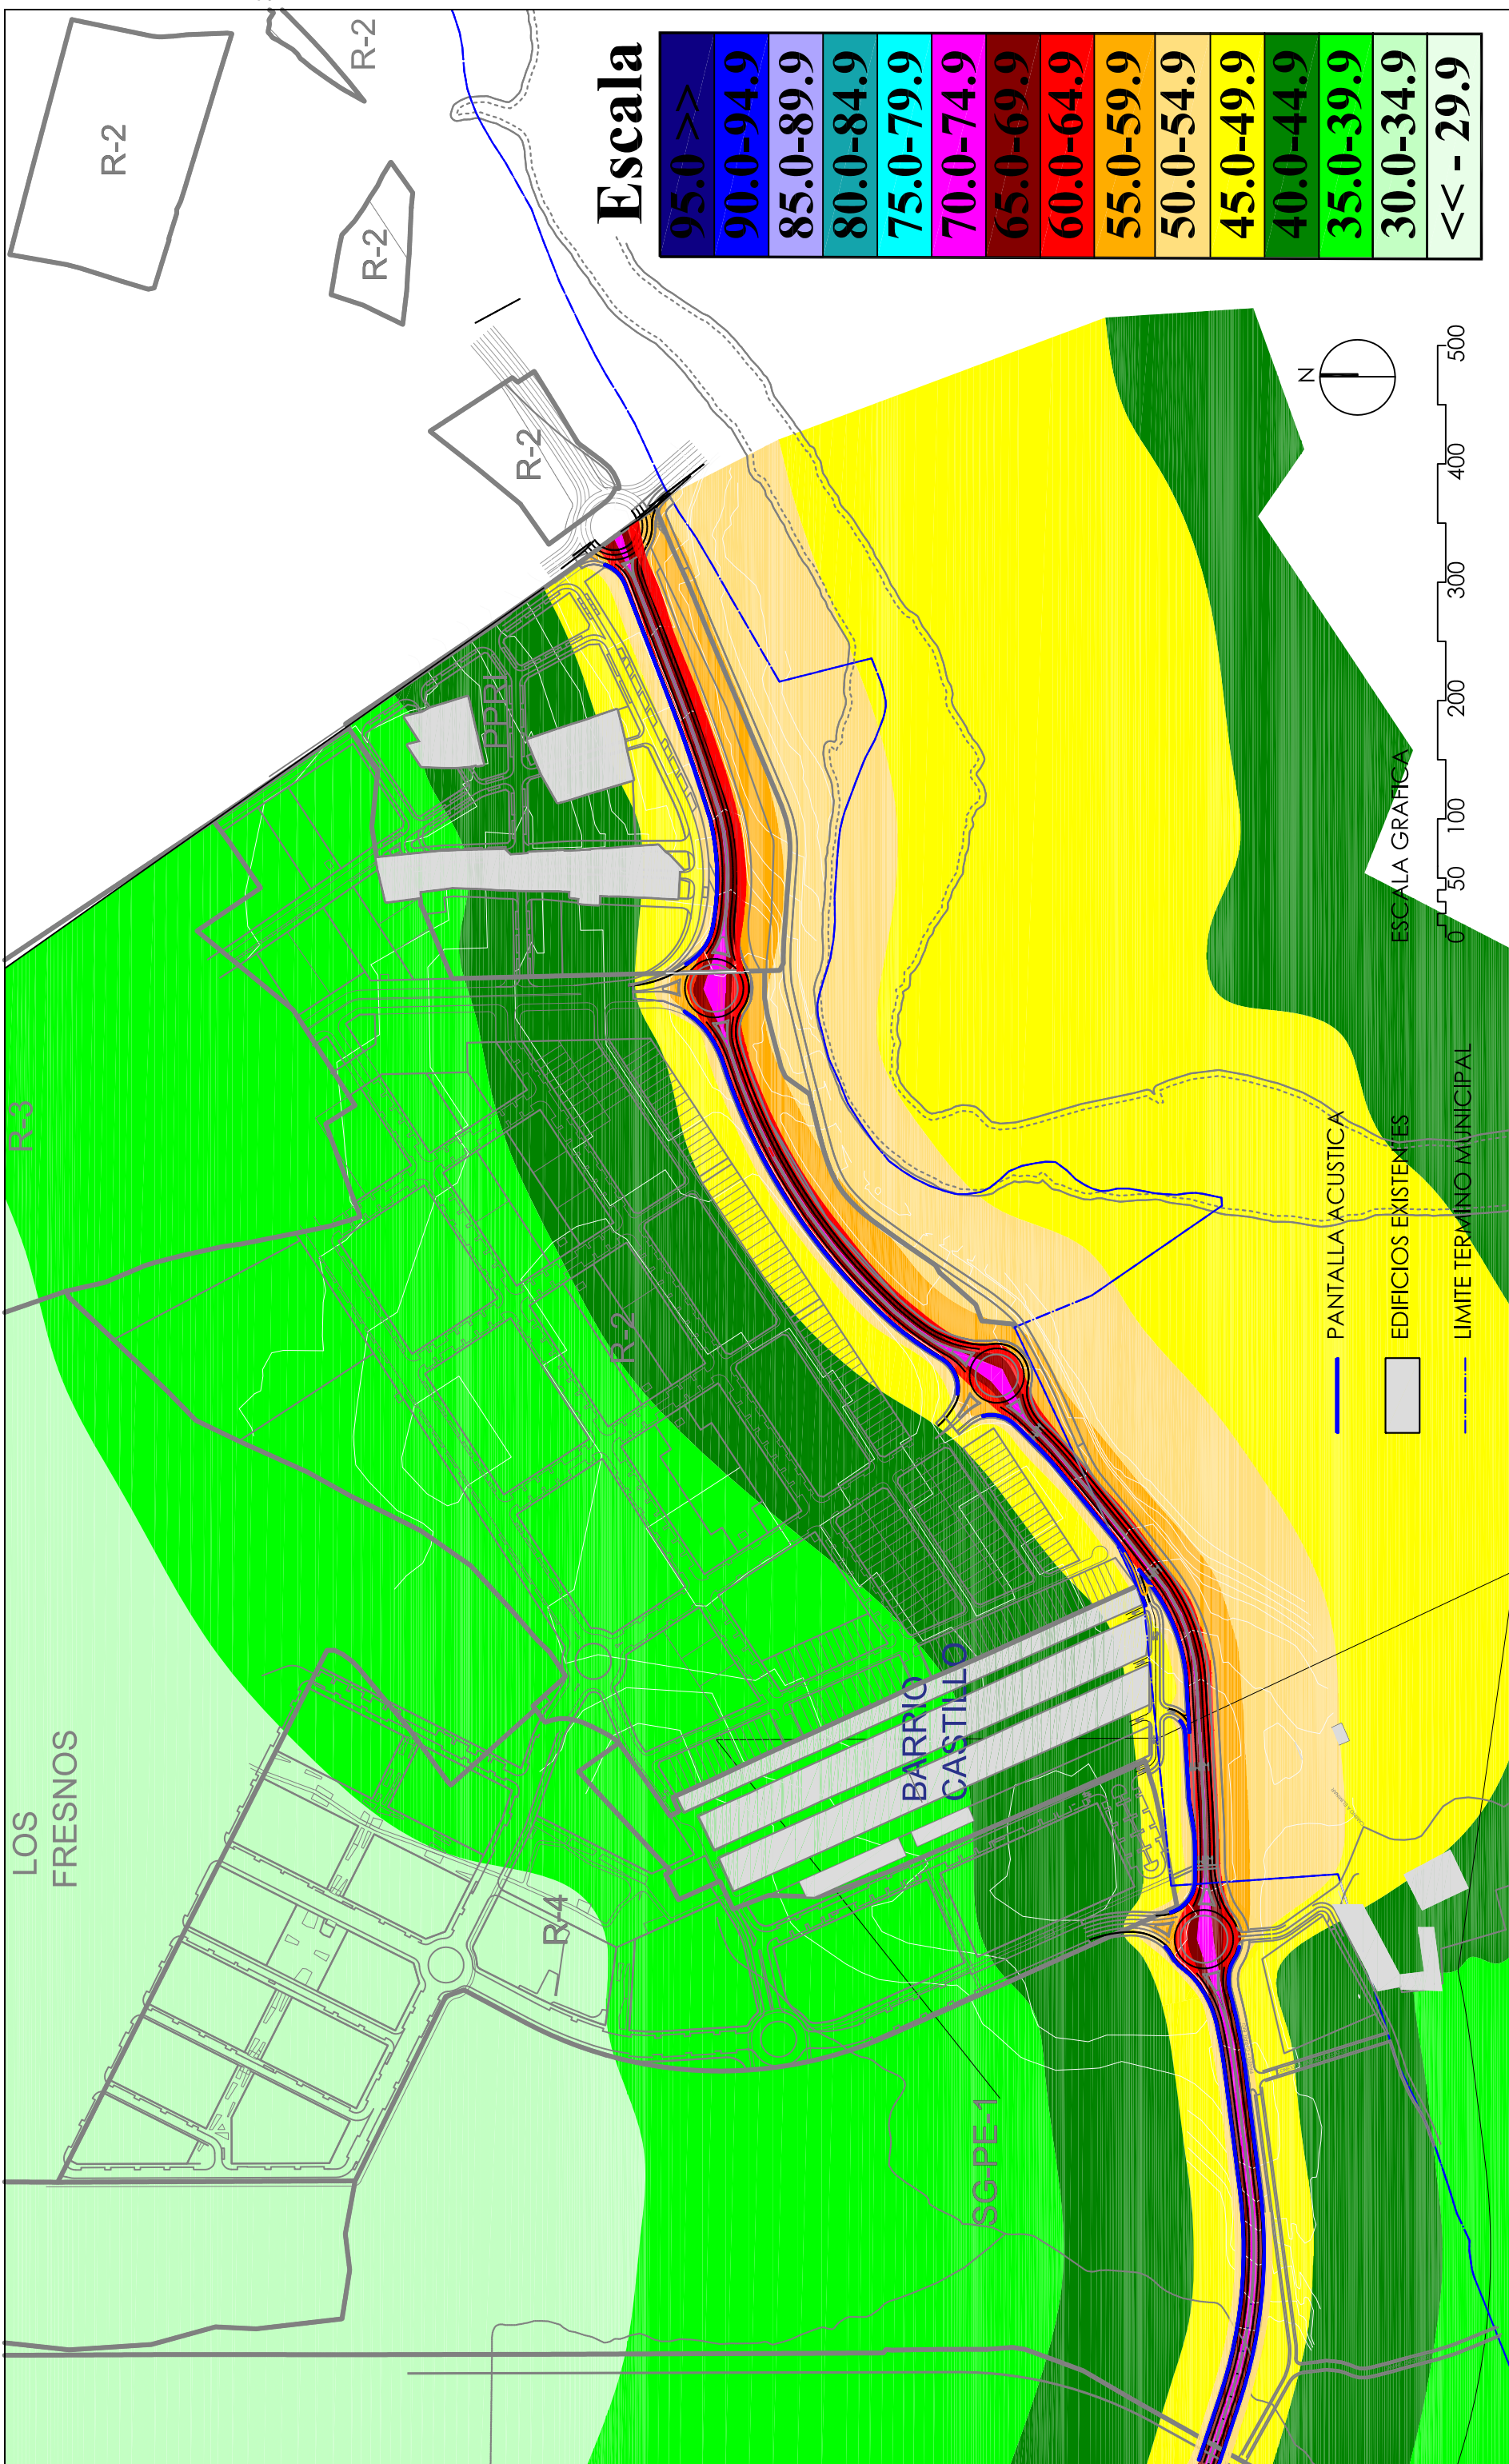 LOS
FRESNOS
R-3
R-2
R-2
R-2
R-2
R-2
R-4
PPRI
BARRIO
CASTILLO
SG-PE-1
Escala
95.0 >>
90.0-94.9
85.0-89.9
80.0-84.9
75.0-79.9
70.0-74.9
65.0-69.9
60.0-64.9
55.0-59.9
50.0-54.9
45.0-49.9
40.0-44.9
35.0-39.9
30.0-34.9
<< - 29.9
N
ESCALA GRAFICA
0 50 100 200 300 400 500
PANTALLA ACUSTICA
EDIFICIOS EXISTENTES
LIMITE TERMINO MUNICIPAL